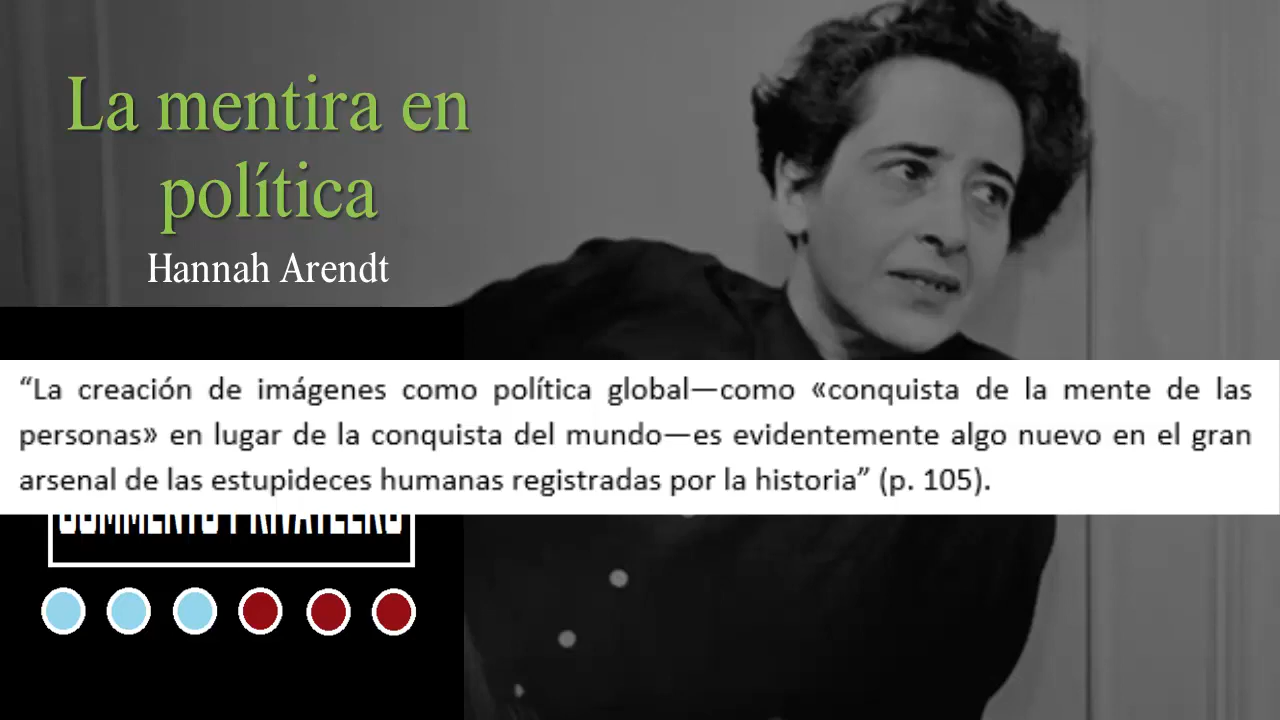 La mentira en
política
Hannah Arendt
“La creación de imágenes como política global—como «conquista de la mente de las
personas» en lugar de la conquista del mundo—es evidentemente algo nuevo en el gran
arsenal de las estupideces humanas registradas por la historia” (p. 105).